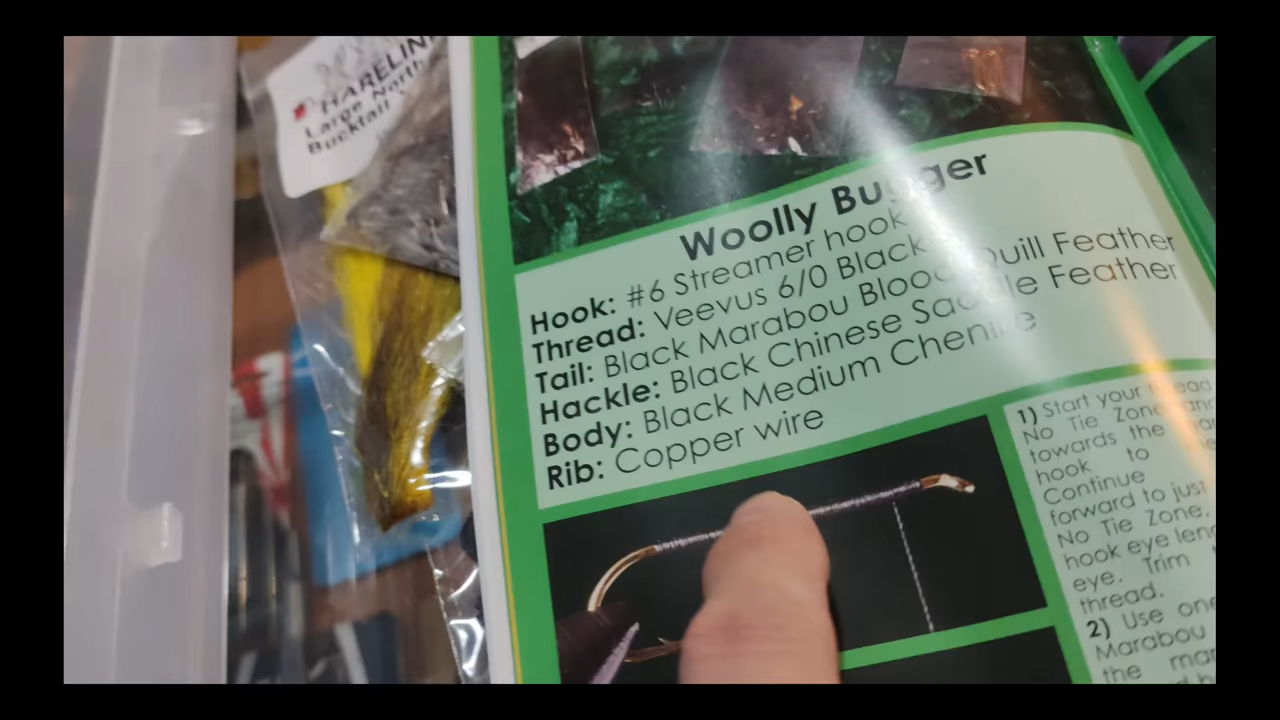 HARELINE
Large North
Bucktail
Woolly Bugger
Hook: #6 Streamer hook
Thread: Veevus 6/0 Black
Tail: Black Marabou Blood Quill Feather
Hackle: Black Chinese Saddle Feather
Body: Black Medium Chenille
Rib: Copper wire
1) Start your thread
No Tie Zone and
towards the
hook to
Continue
forward to just
No Tie Zone,
hook eye
eye. Trim
thread.
2) Use one
Marabou
the